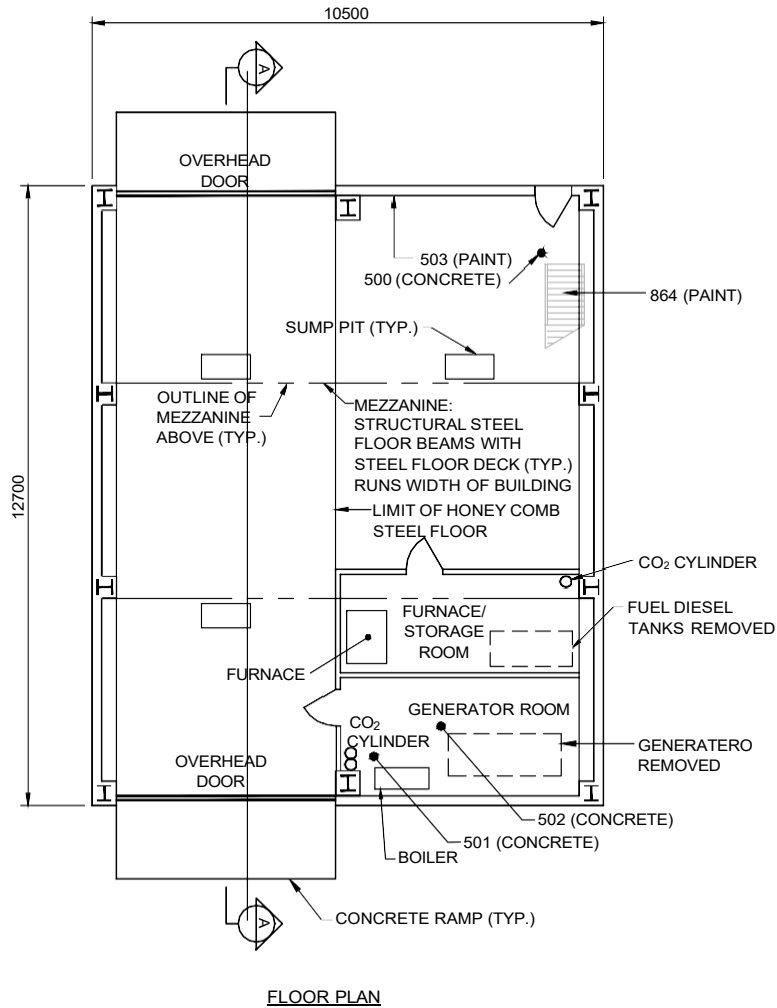 10500
A
OVERHEAD
DOOR
503 (PAINT)
500 (CONCRETE)
864 (PAINT)
SUMP PIT (TYP.)
OUTLINE OF
MEZZANINE
ABOVE (TYP.)
MEZZANINE:
STRUCTURAL STEEL
FLOOR BEAMS WITH
STEEL FLOOR DECK (TYP.)
RUNS WIDTH OF BUILDING
12700
LIMIT OF HONEY COMB
STEEL FLOOR
CO₂ CYLINDER
FURNACE/
STORAGE
ROOM
FUEL DIESEL
TANKS REMOVED
FURNACE
GENERATOR ROOM
CO₂
CYLINDER
GENERATERO
REMOVED
OVERHEAD
DOOR
502 (CONCRETE)
501 (CONCRETE)
BOILER
CONCRETE RAMP (TYP.)
A
FLOOR PLAN